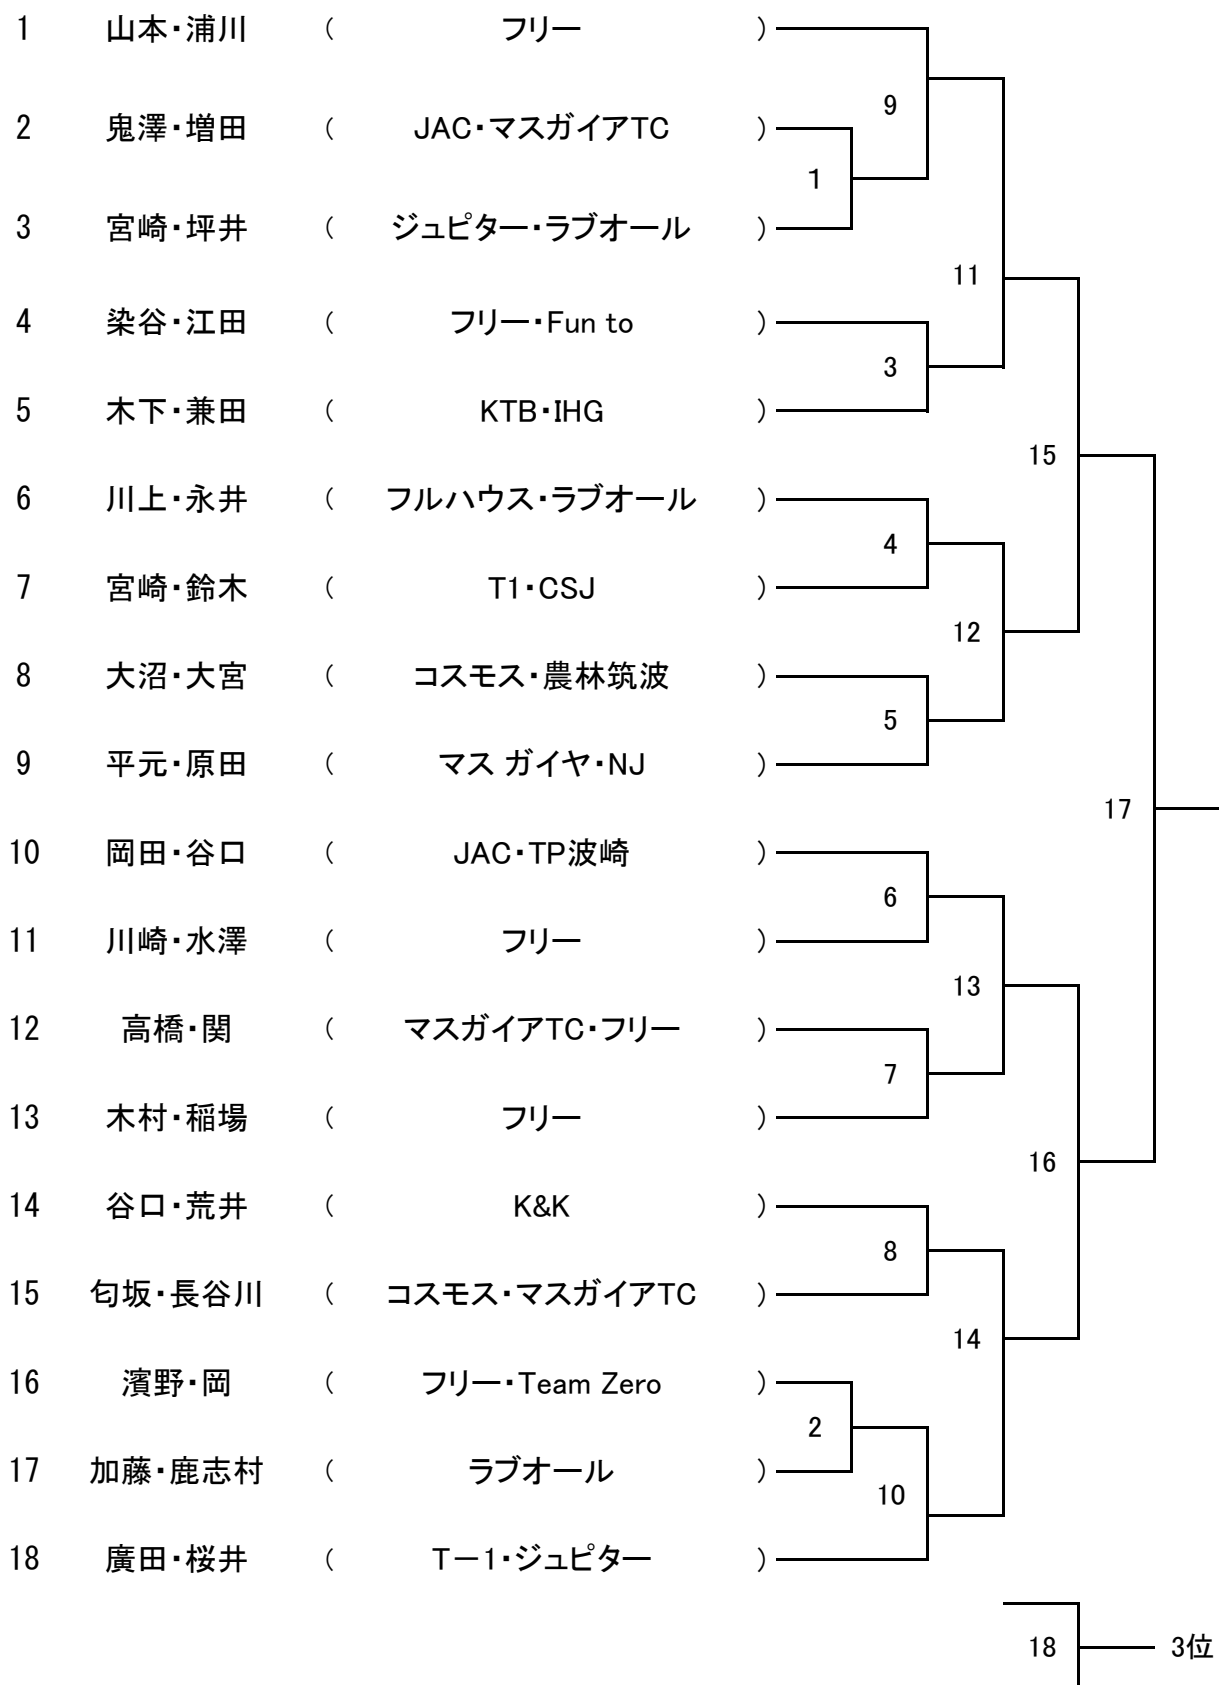 1 山本・浦川 ( フリー )
9
2 鬼澤・増田 ( JAC・マスガイアTC )
1
3 宮崎・坪井 ( ジュピター・ラブオール )
11
4 染谷・江田 ( フリー・Fun to )
3
5 木下・兼田 ( KTB・IHG )
15
6 川上・永井 ( フルハウス・ラブオール )
4
7 宮崎・鈴木 ( T1・CSJ )
12
8 大沼・大宮 ( コスモス・農林筑波 )
5
9 平元・原田 ( マス ガイヤ・NJ )
17
10 岡田・谷口 ( JAC・TP波崎 )
6
11 川崎・水澤 ( フリー )
13
12 高橋・関 ( マスガイアTC・フリー )
7
13 木村・稲場 ( フリー )
16
14 谷口・荒井 ( K&K )
8
15 匂坂・長谷川 ( コスモス・マスガイアTC )
14
16 濱野・岡 ( フリー・Team Zero )
2
17 加藤・鹿志村 ( ラブオール )
10
18 廣田・桜井 ( T－1・ジュピター )
18 3位